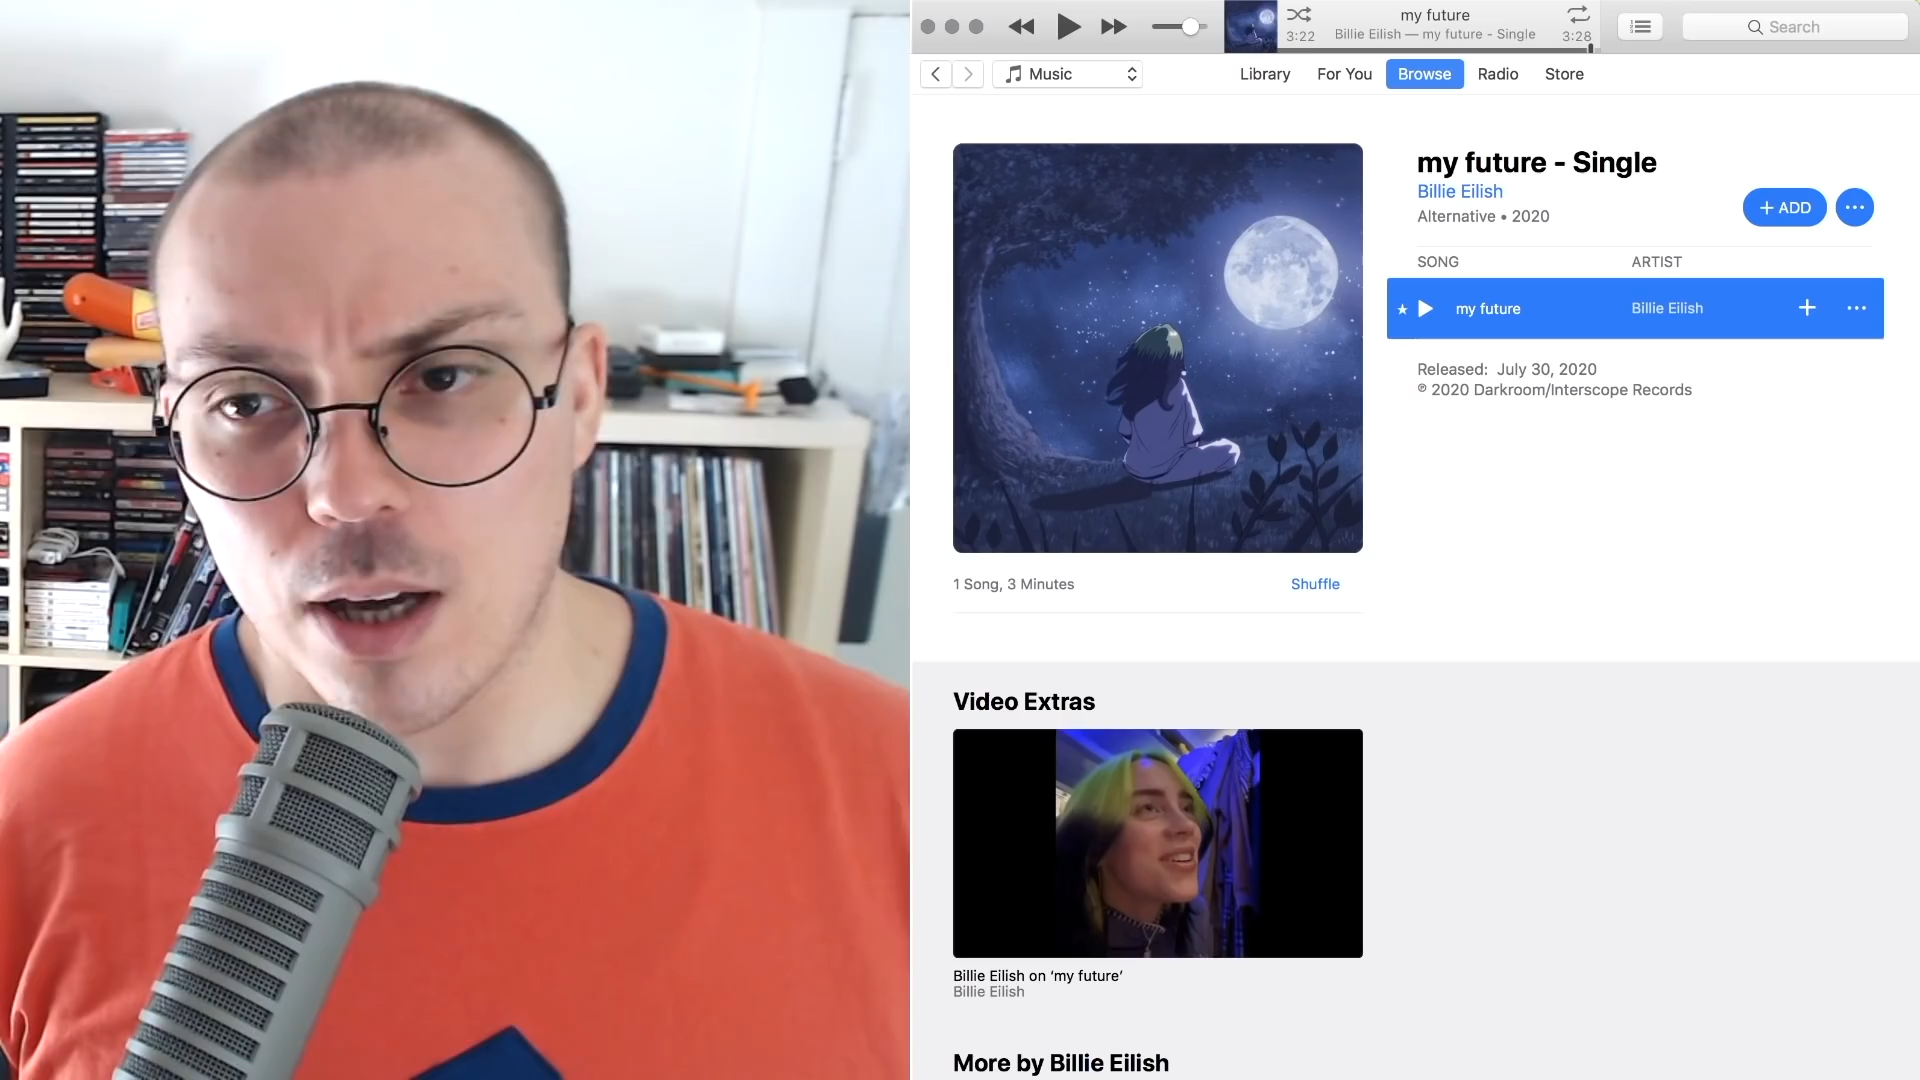 my future
3:22
Billie Eilish — my future - Single
3:28
Search
Music
Library
For You
Browse
Radio
Store
my future - Single
Billie Eilish
Alternative • 2020
+ ADD
SONG
ARTIST
my future
Billie Eilish
Released: July 30, 2020
℗ 2020 Darkroom/Interscope Records
1 Song, 3 Minutes
Shuffle
Video Extras
Billie Eilish on ‘my future’
Billie Eilish
More by Billie Eilish